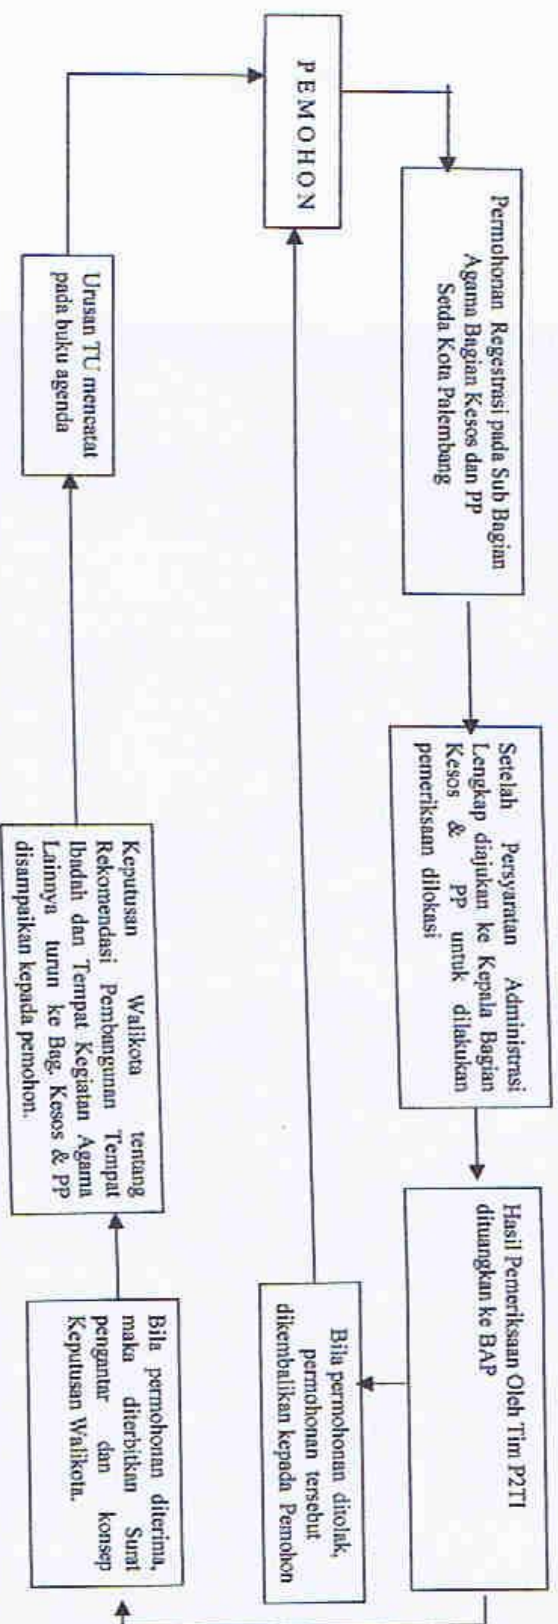 PEMOHON
Permohonan Regestrasi pada Sub Bagian
Agama Bagian Kesos dan PP
Setda Kota Palembang
Setelah Persyaratan Administrasi
Lengkap diajukan ke Kepala Bagian
Kesos & PP untuk dilakukan
pemeriksaan dilokasi
Hasil Pemeriksaan Oleh Tim P2TI
dituangkan ke BAP
Bila permohonan ditolak,
permohonan tersebut
dikembalikan kepada Pemohon
Bila permohonan diterima,
maka diterbitkan Surat
pengantar dan konsep
Keputusan Walikota.
Keputusan Walikota tentang
Rekomendasi Pembangunan Tempat
Ibadah dan Tempat Kegiatan Agama
Lainnya turun ke Bag. Kesos & PP
disampaikan kepada pemohon.
Urusan TU mencatat
pada buku agenda